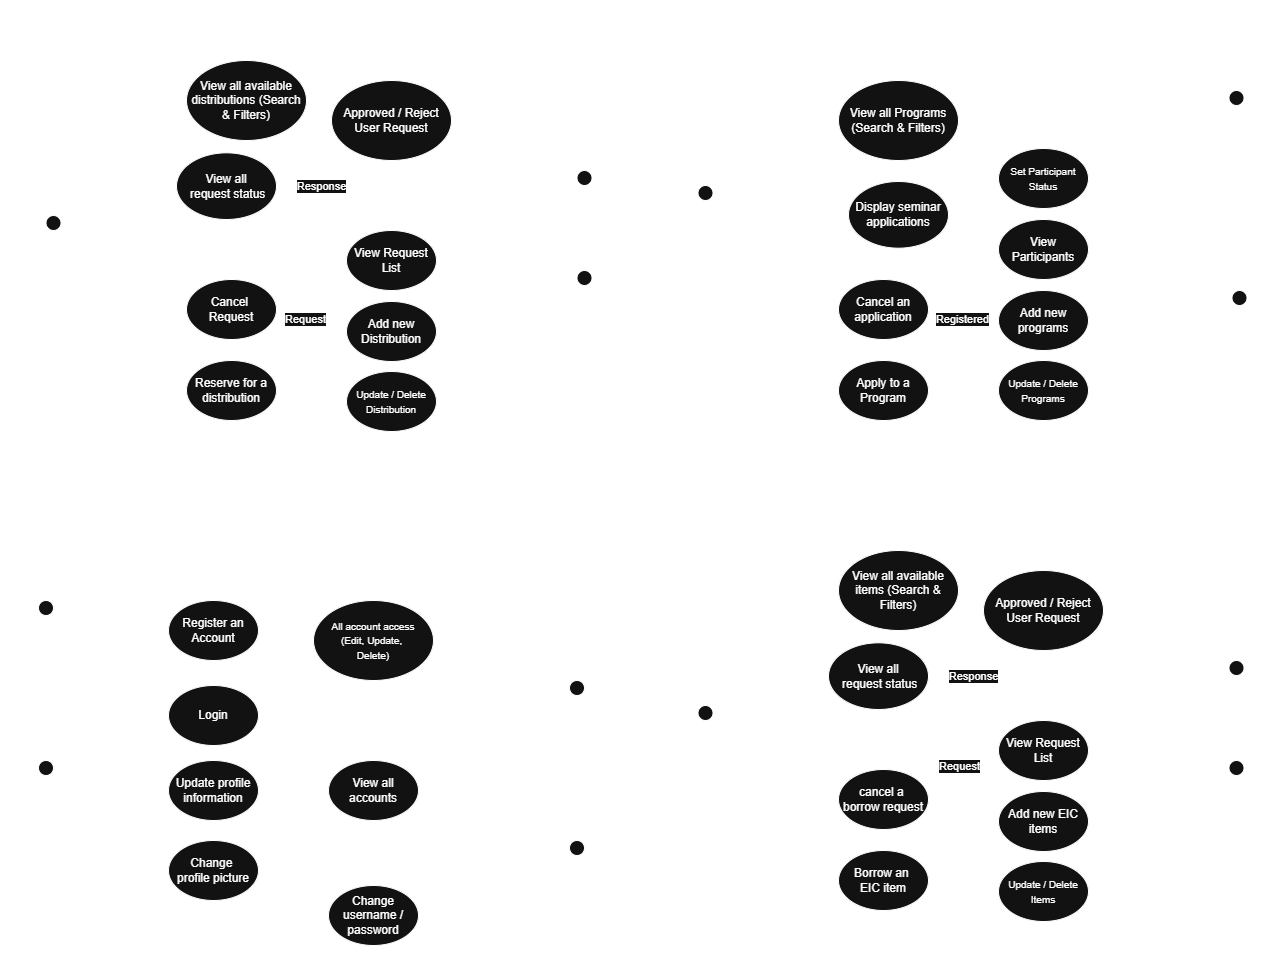 View all available
distributions (Search
& Filters)
Approved / Reject
User Request
View all
request status
Response
View Request
List
Cancel
Request
Request
Add new
Distribution
Reserve for a
distribution
Update / Delete
Distribution
View all Programs
(Search & Filters)
Set Participant
Status
Display seminar
applications
View
Participants
Cancel an
application
Registered
Add new
programs
Apply to a
Program
Update / Delete
Programs
Register an
Account
All account access
(Edit, Update,
Delete)
Login
Update profile
information
View all
accounts
Change
profile picture
Change
username /
password
View all available
items (Search &
Filters)
Approved / Reject
User Request
View all
request status
Response
View Request
List
Request
cancel a
borrow request
Add new EIC
items
Borrow an
EIC item
Update / Delete
Items